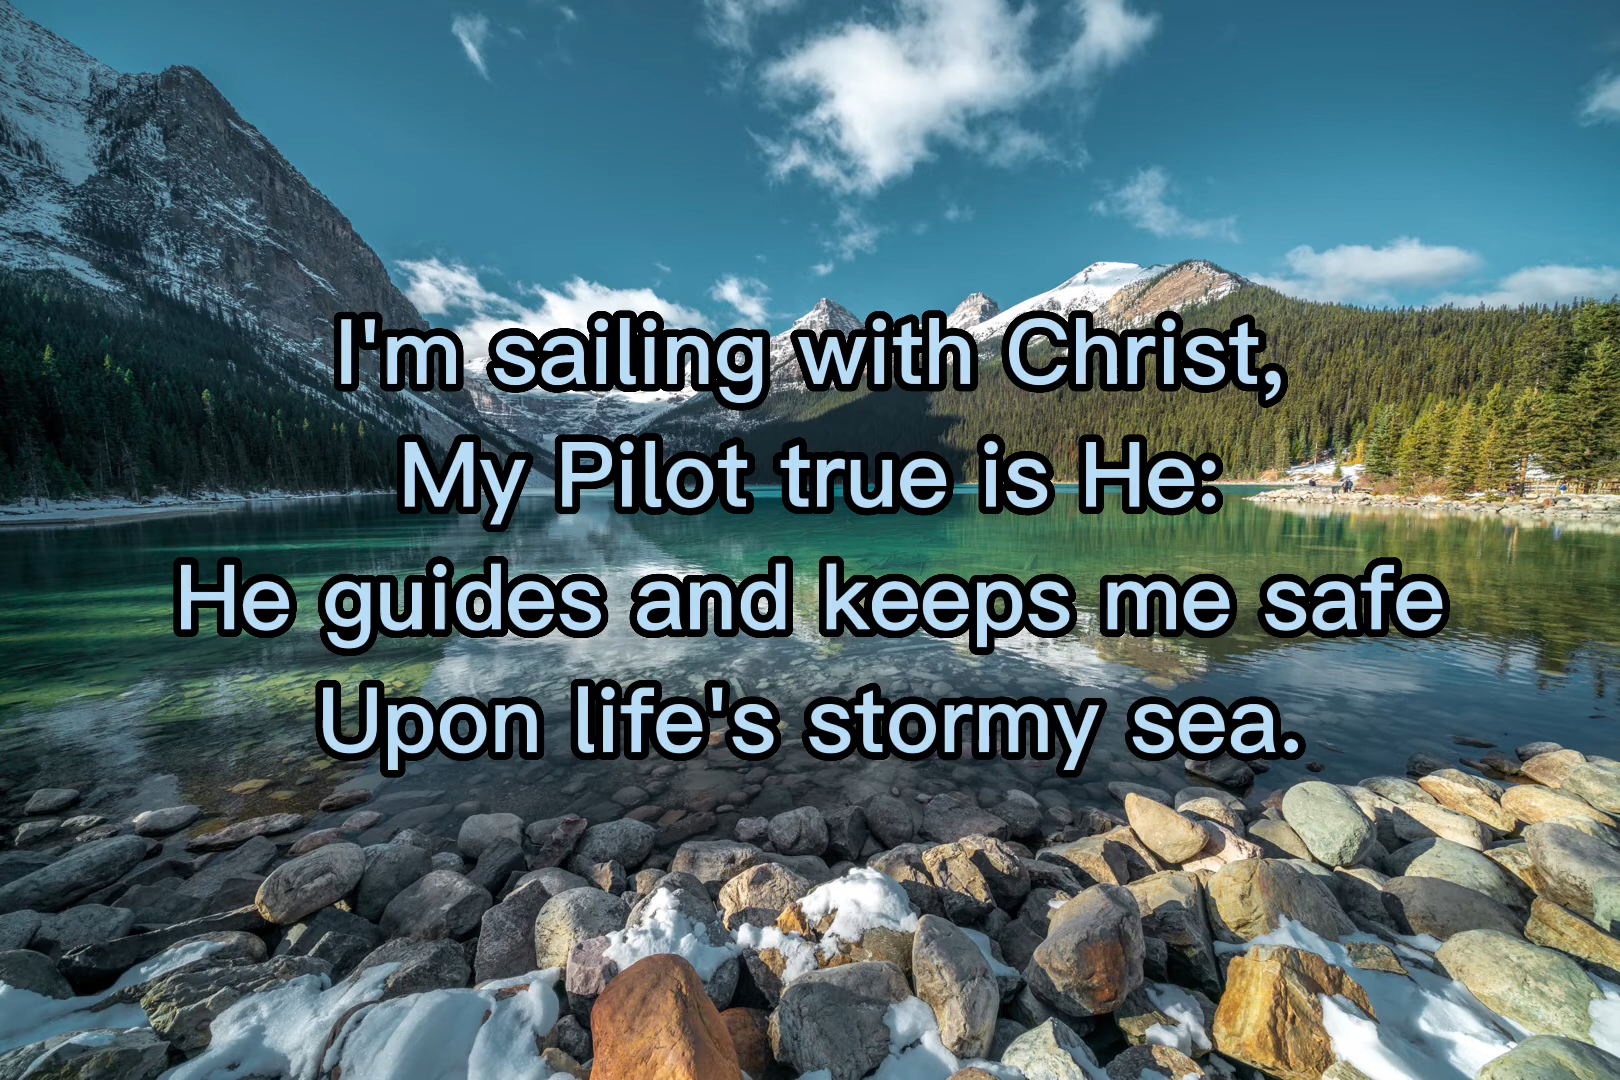 I'm sailing with Christ,
My Pilot true is He:
He guides and keeps me safe
Upon life's stormy sea.